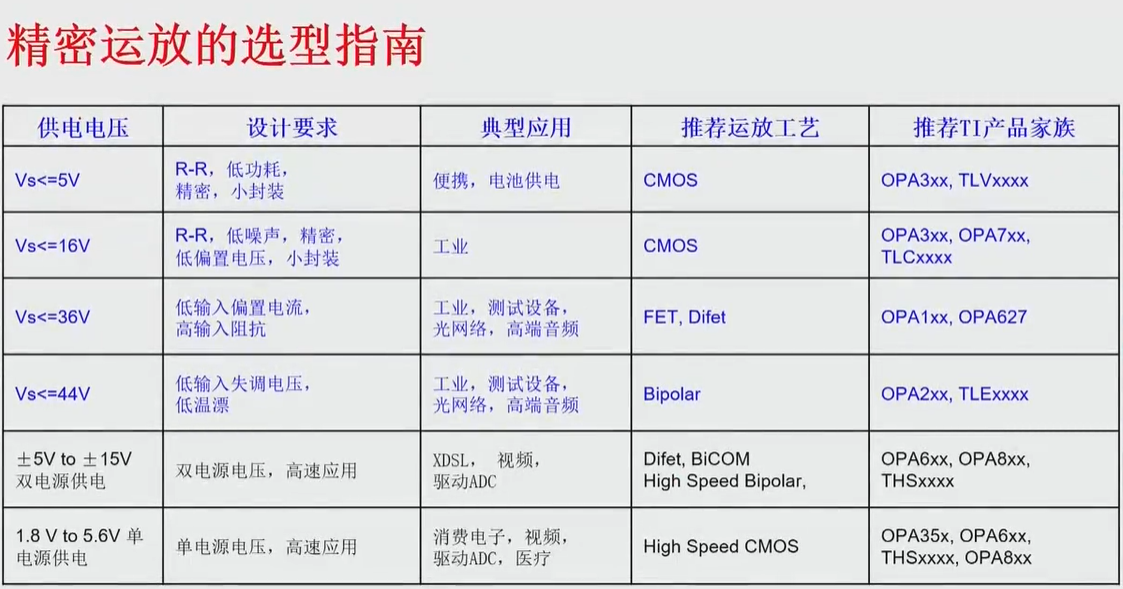 精密运放的选型指南
供电电压
设计要求
典型应用
推荐运放工艺
推荐TI产品家族
Vs<=5V
R-R，低功耗，
精密，小封装
便携，电池供电
CMOS
OPA3xx, TLVxxxx
Vs<=16V
R-R，低噪声，精密，
低偏置电压，小封装
工业
CMOS
OPA3xx, OPA7xx,
TLCxxxx
Vs<=36V
低输入偏置电流，
高输入阻抗
工业，测试设备，
光网络，高端音频
FET, Difet
OPA1xx, OPA627
Vs<=44V
低输入失调电压，
低温漂
工业，测试设备，
光网络，高端音频
Bipolar
OPA2xx, TLExxxx
±5V to ±15V
双电源供电
双电源电压，高速应用
XDSL， 视频，
驱动ADC
Difet, BiCOM
High Speed Bipolar,
OPA6xx, OPA8xx,
THSxxxx
1.8 V to 5.6V 单
电源供电
单电源电压，高速应用
消费电子，视频，
驱动ADC，医疗
High Speed CMOS
OPA35x, OPA6xx,
THSxxxx, OPA8xx